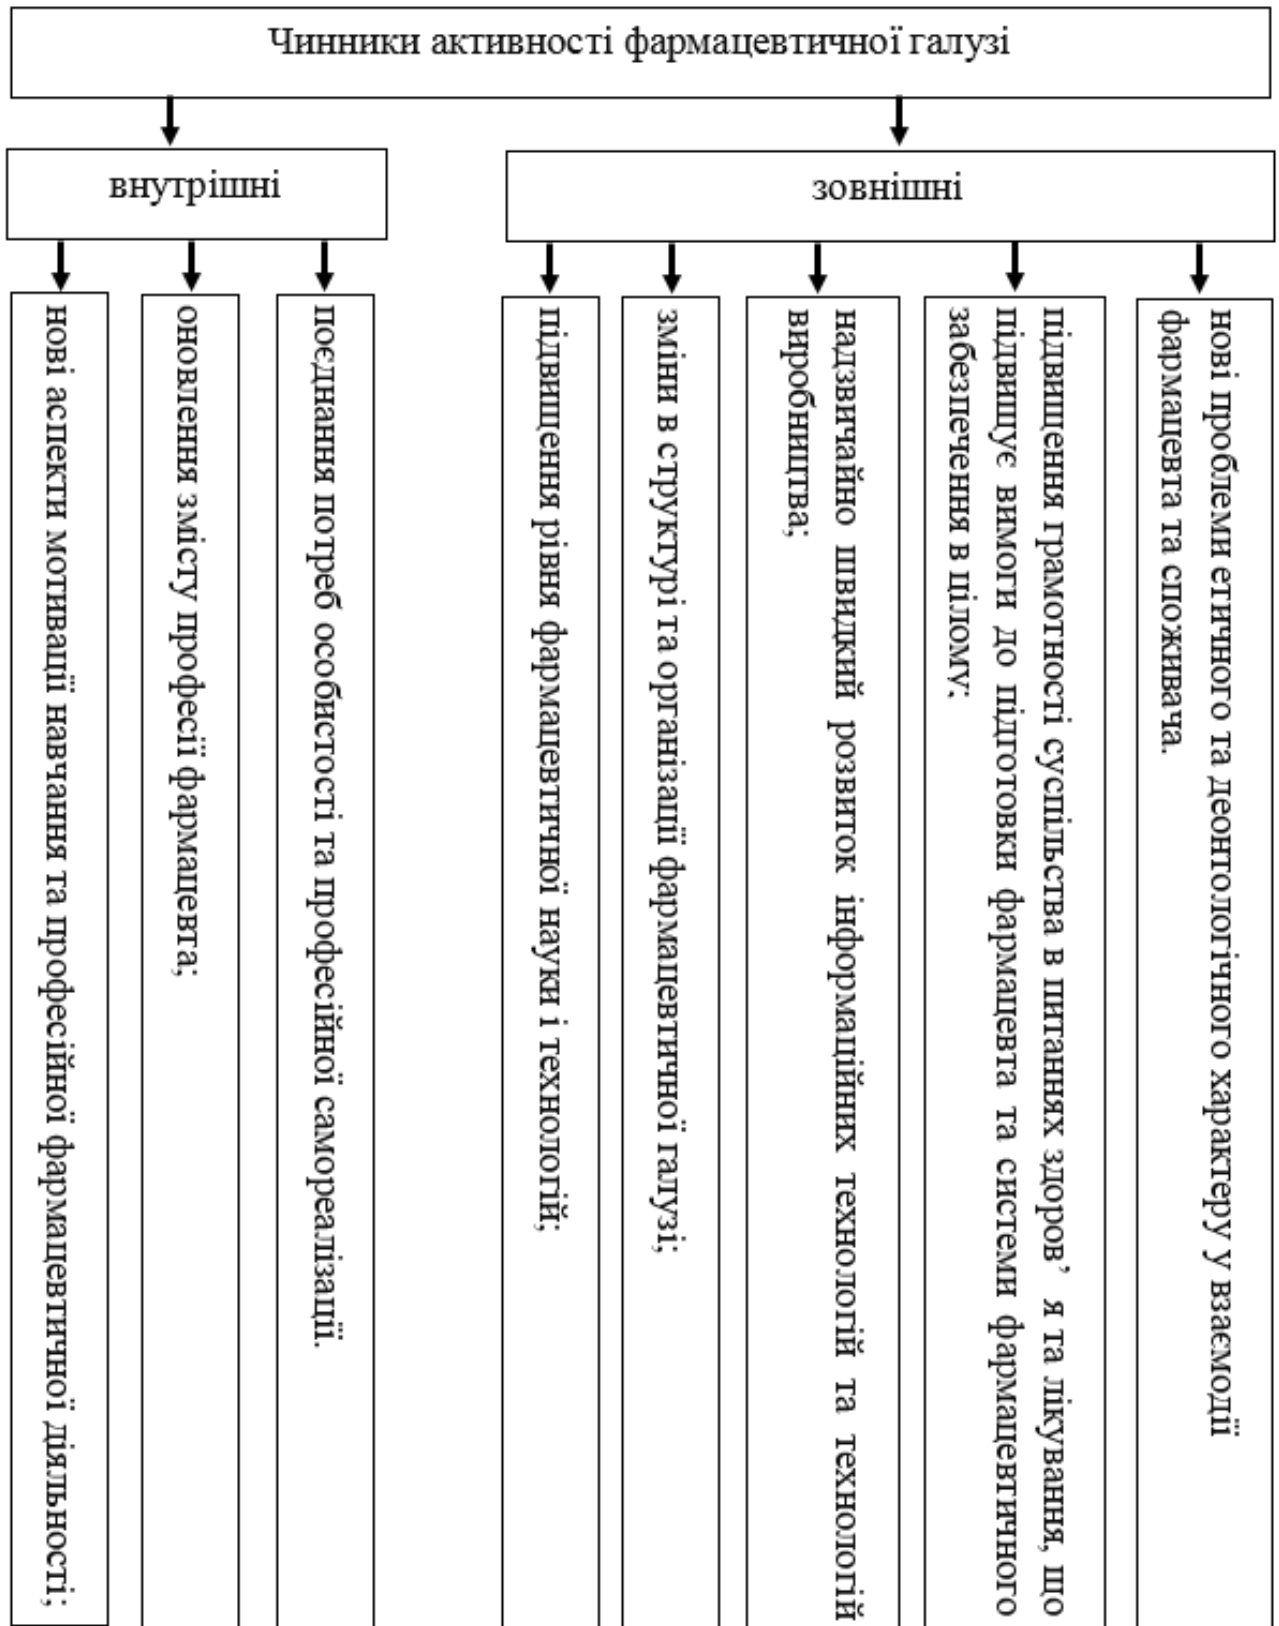 Чинники активності фармацевтичної галузі
внутрішні
зовнішні
нові аспекти мотивації навчання та професійної фармацевтичної діяльності;
оновлення змісту професії фармацевта;
поєднання потреб особистості та професійної самореалізації.
підвищення рівня фармацевтичної науки і технологій;
зміни в структурі та організації фармацевтичної галузі;
надзвичайно швидкий розвиток інформаційних технологій та технологій
виробництва;
підвищення грамотності суспільства в питаннях здоров’ я та лікування, що
підвищує вимоги до підготовки фармацевта та системи фармацевтичного
забезпечення в цілому;
нові проблеми етичного та деонтологічного характеру у взаємодії
фармацевта та споживача.